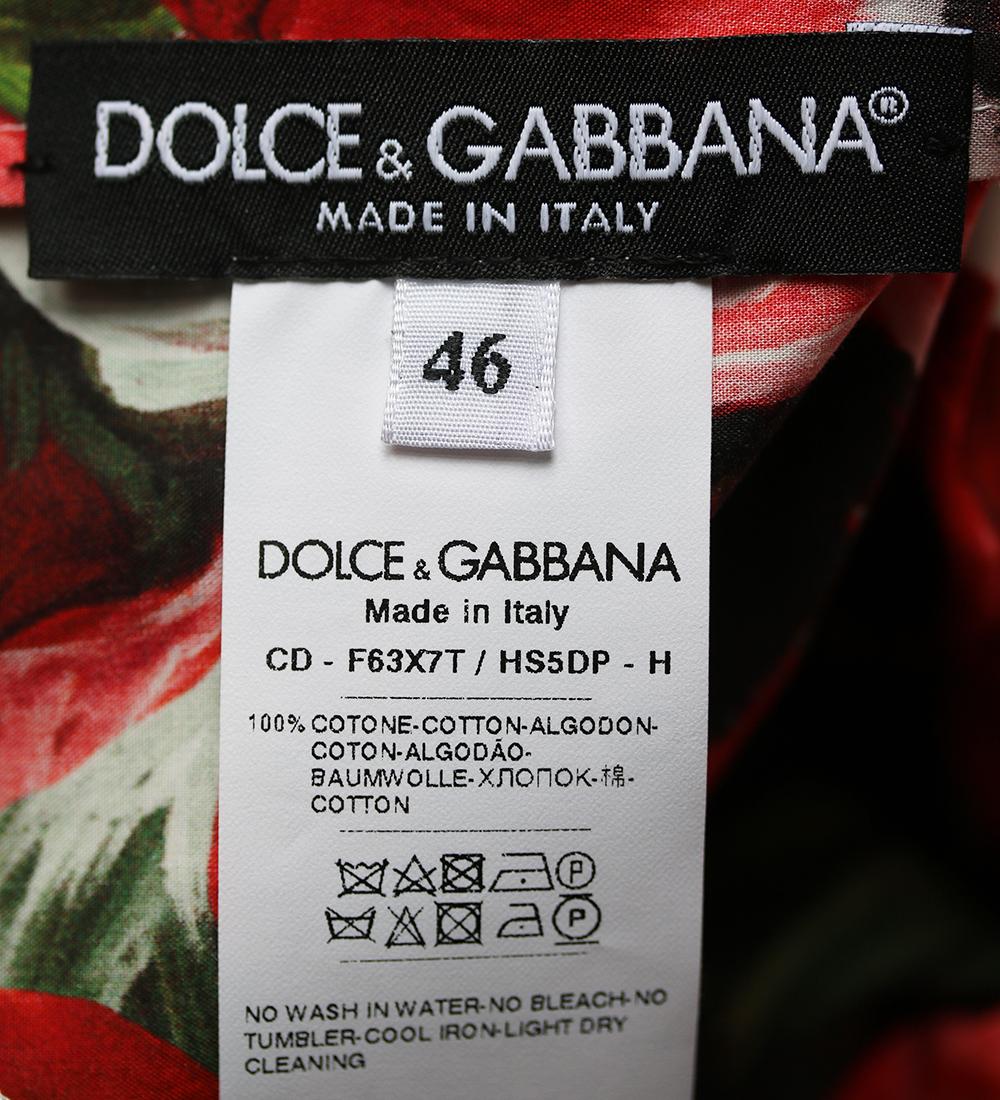 DOLCE & GABBANA®
MADE IN ITALY
46
DOLCE & GABBANA
Made in Italy
CD - F63X7T / HS5DP - H
100% COTONE-COTTON-ALGODON-
COTON-ALGODÃO-
BAUMWOLLE-ХЛОПОК-棉-
COTTON
P
P
NO WASH IN WATER-NO BLEACH-NO
TUMBLER-COOL IRON-LIGHT DRY
CLEANING